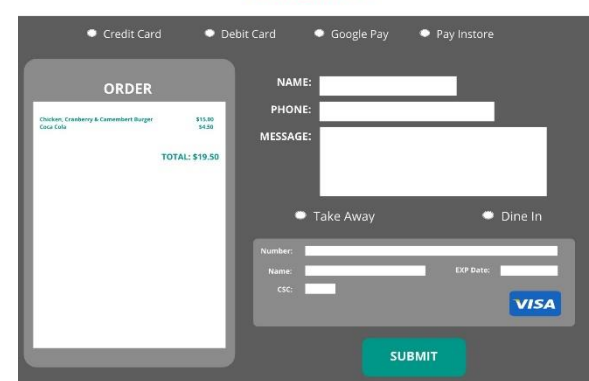 Credit Card Debit Card Google Pay Pay Instore
ORDER
Chicken, Cranberry & Camembert Burger $15.00
Coca Cola $4.50
TOTAL: $19.50
NAME:
PHONE:
MESSAGE:
Take Away Dine In
Number:
Name: EXP Date:
CSC:
VISA
SUBMIT